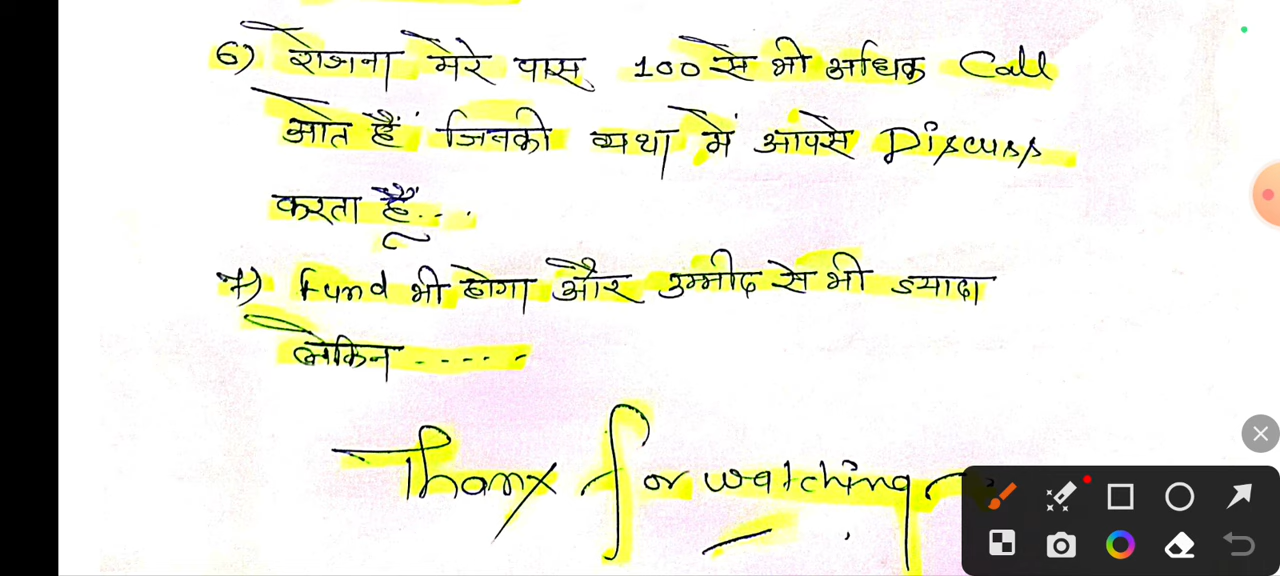 6) रोजाना मेरे पास 100 से भी अधिक Call
आते हैं जिनकी व्यथा में आपसे Discuss
करता हूँ...
7) Fund भी होगा और उम्मीद से भी ज्यादा
लेकिन .....
Thanx for watching